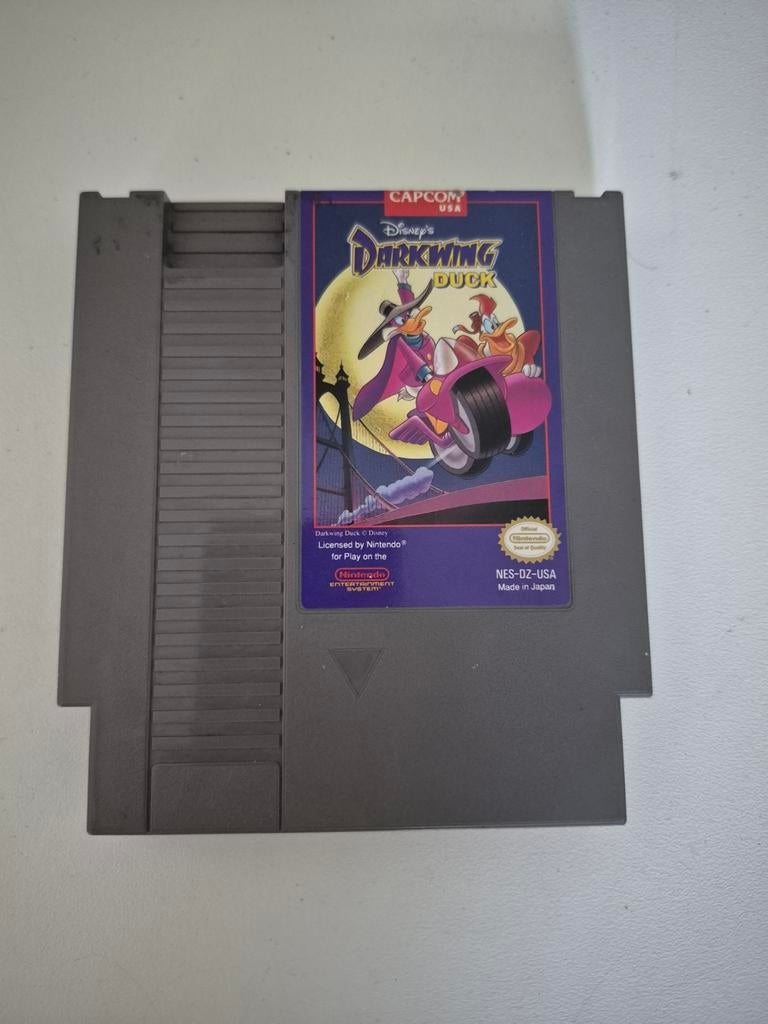 CAPCOM
USA
Disney's
DARKWING
DUCK
Darkwing Duck © Disney
Licensed by Nintendo®
for Play on the
Nintendo
ENTERTAINMENT
SYSTEM™
Official
Nintendo
Seal of Quality
NES-DZ-USA
Made in Japan